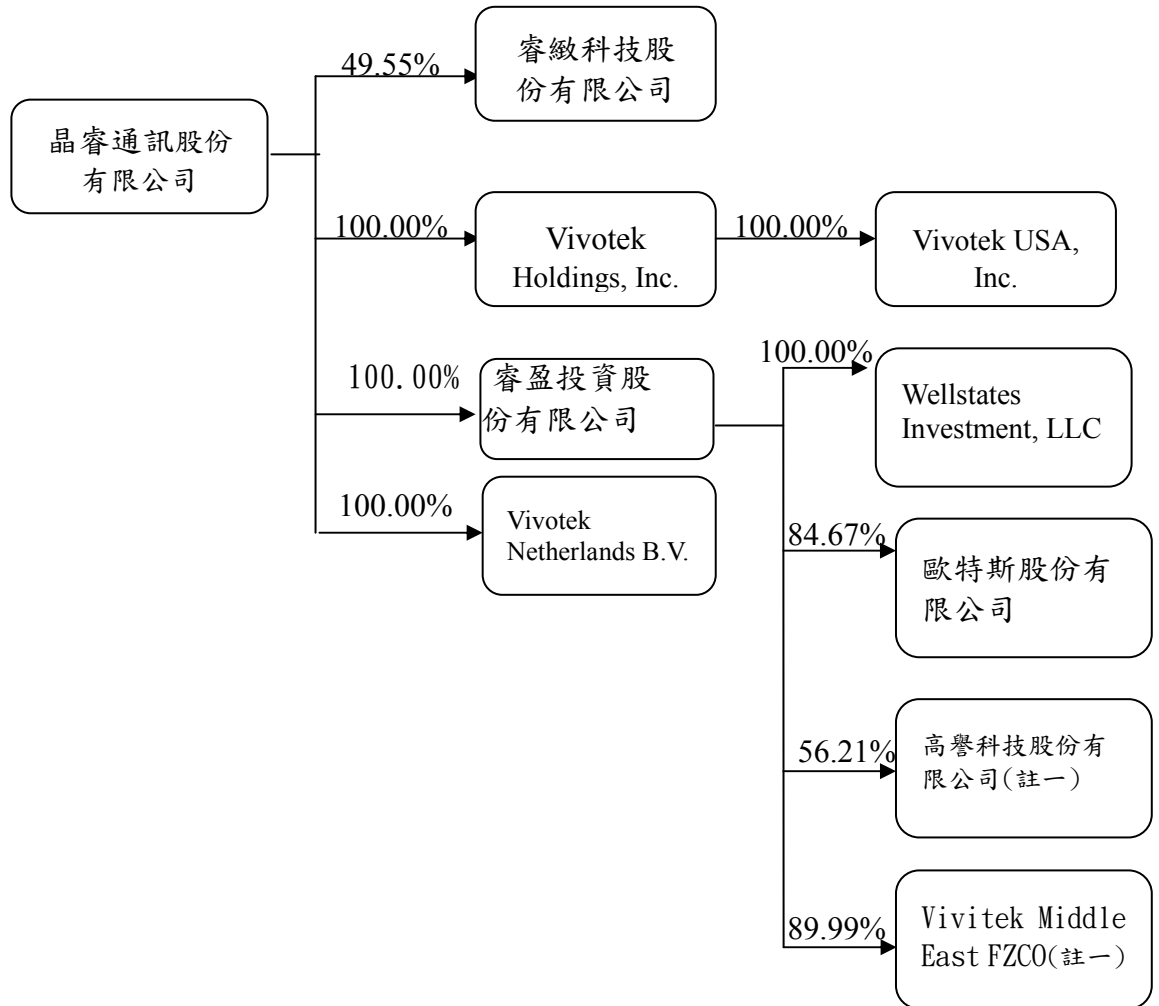 睿緻科技股
份有限公司
49.55%
晶睿通訊股份
有限公司
100.00%
Vivotek
Holdings, Inc.
100.00%
Vivotek USA,
Inc.
100.00%
睿盈投資股
份有限公司
100.00%
Wellstates
Investment, LLC
100.00%
Vivotek
Netherlands B.V.
84.67%
歐特斯股份有
限公司
56.21%
高譽科技股份有
限公司(註一)
89.99%
Vivitek Middle
East FZCO(註一)